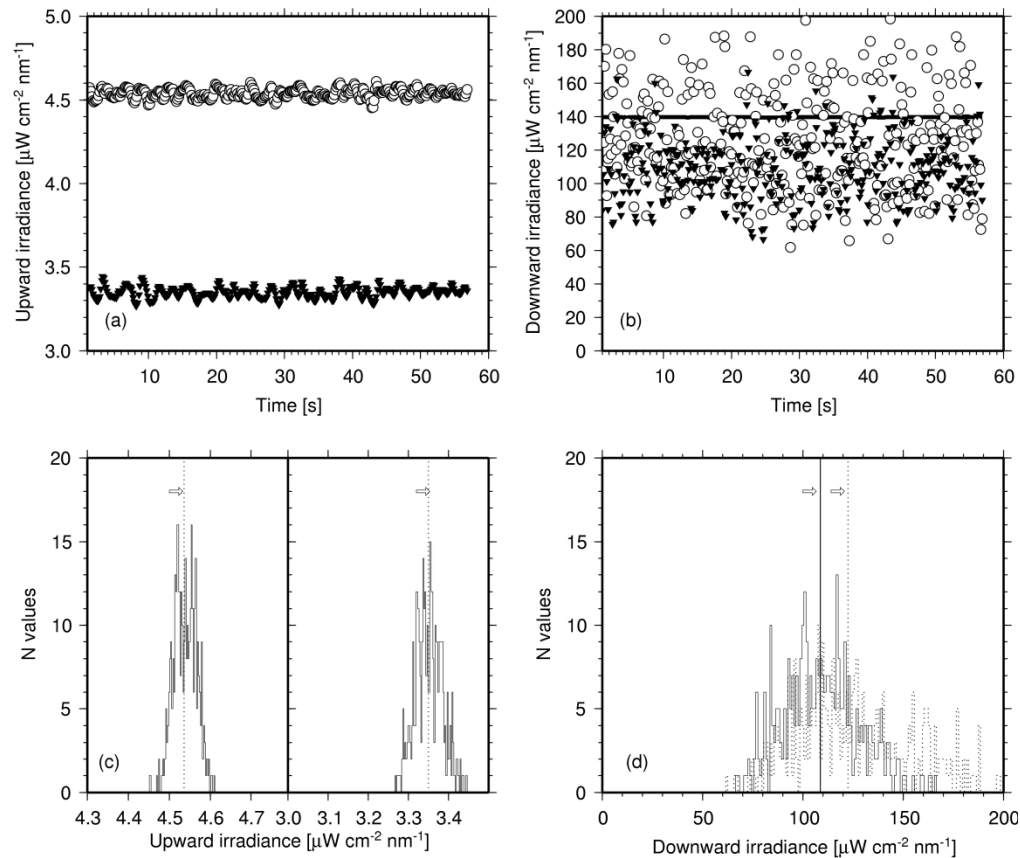 5.0
4.5
4.0
3.5
3.0
Upward irradiance [µW cm-2 nm-1]
(a)
10 20 30 40 50 60
Time [s]
200
180
160
140
120
100
80
60
40
20
0
Downward irradiance [µW cm-2 nm-1]
(b)
10 20 30 40 50 60
Time [s]
20
15
10
5
0
N values
(c)
4.3 4.4 4.5 4.6 4.7 3.0 3.2 3.3 3.4
Upward irradiance [µW cm-2 nm-1]
20
15
10
5
0
N values
(d)
0 50 100 150 200
Downward irradiance [µW cm-2 nm-1]